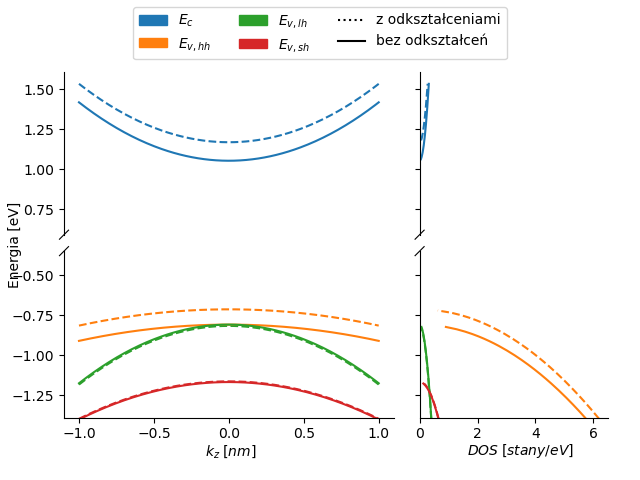 E_c
E_{v,hh}
E_{v,lh}
E_{v,sh}
z odkształceniami
bez odkształceń
Energia [eV]
1.50
1.25
1.00
0.75
−0.50
−0.75
−1.00
−1.25
−1.0 −0.5 0.0 0.5 1.0
k_z [nm]
0 2 4 6
DOS [stany/eV]